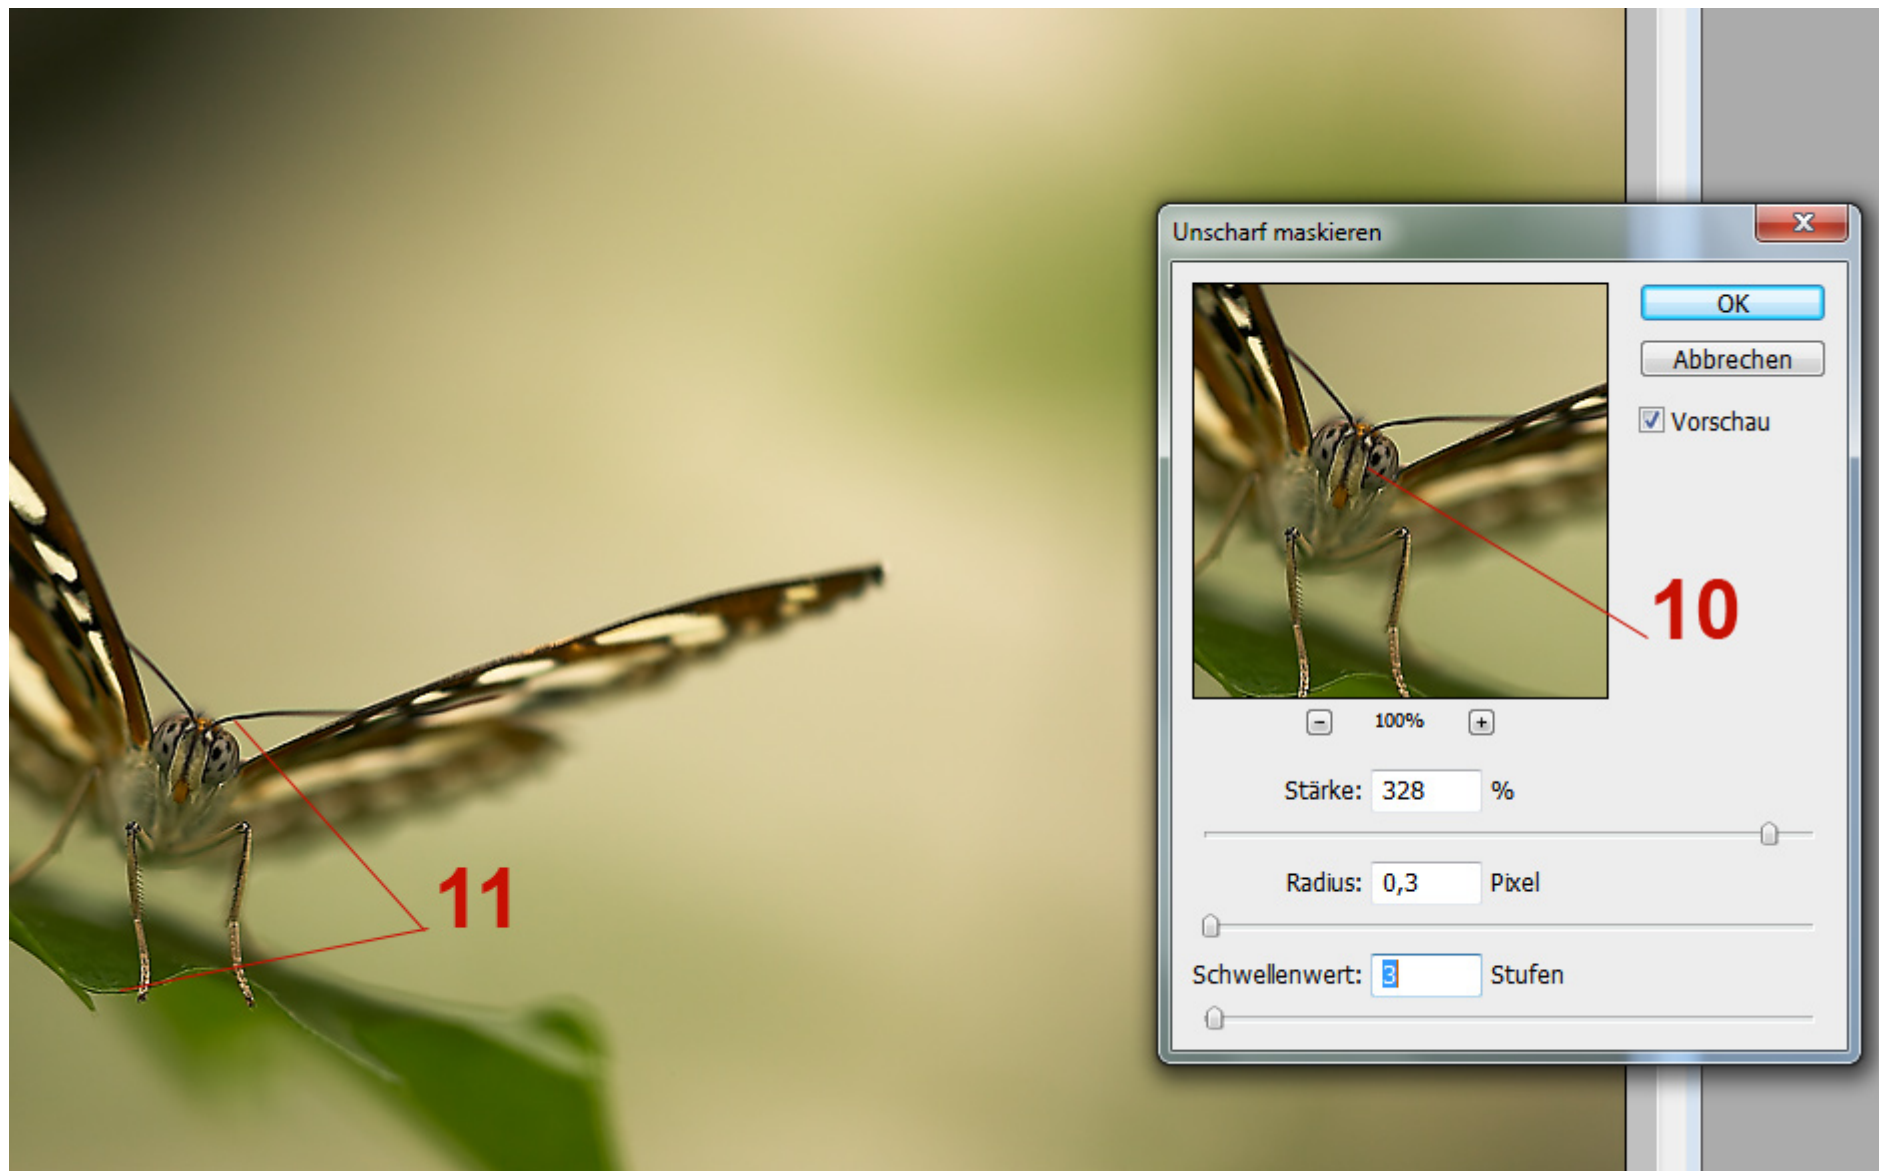 Unscharf maskieren
OK
Abbrechen
Vorschau
10
100%
Stärke: 328 %
11
Radius: 0,3 Pixel
Schwellenwert: 3 Stufen